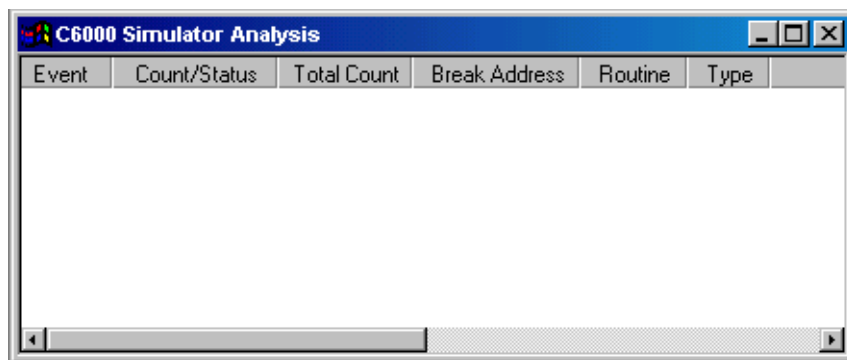 C6000 Simulator Analysis
Event Count/Status Total Count Break Address Routine Type